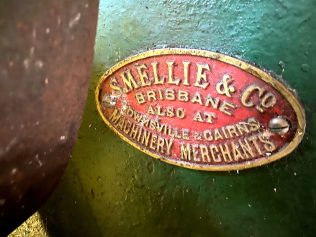 SMELLIE & CO.
BRISBANE
ALSO AT
TOWNSVILLE & CAIRNS
MACHINERY MERCHANTS